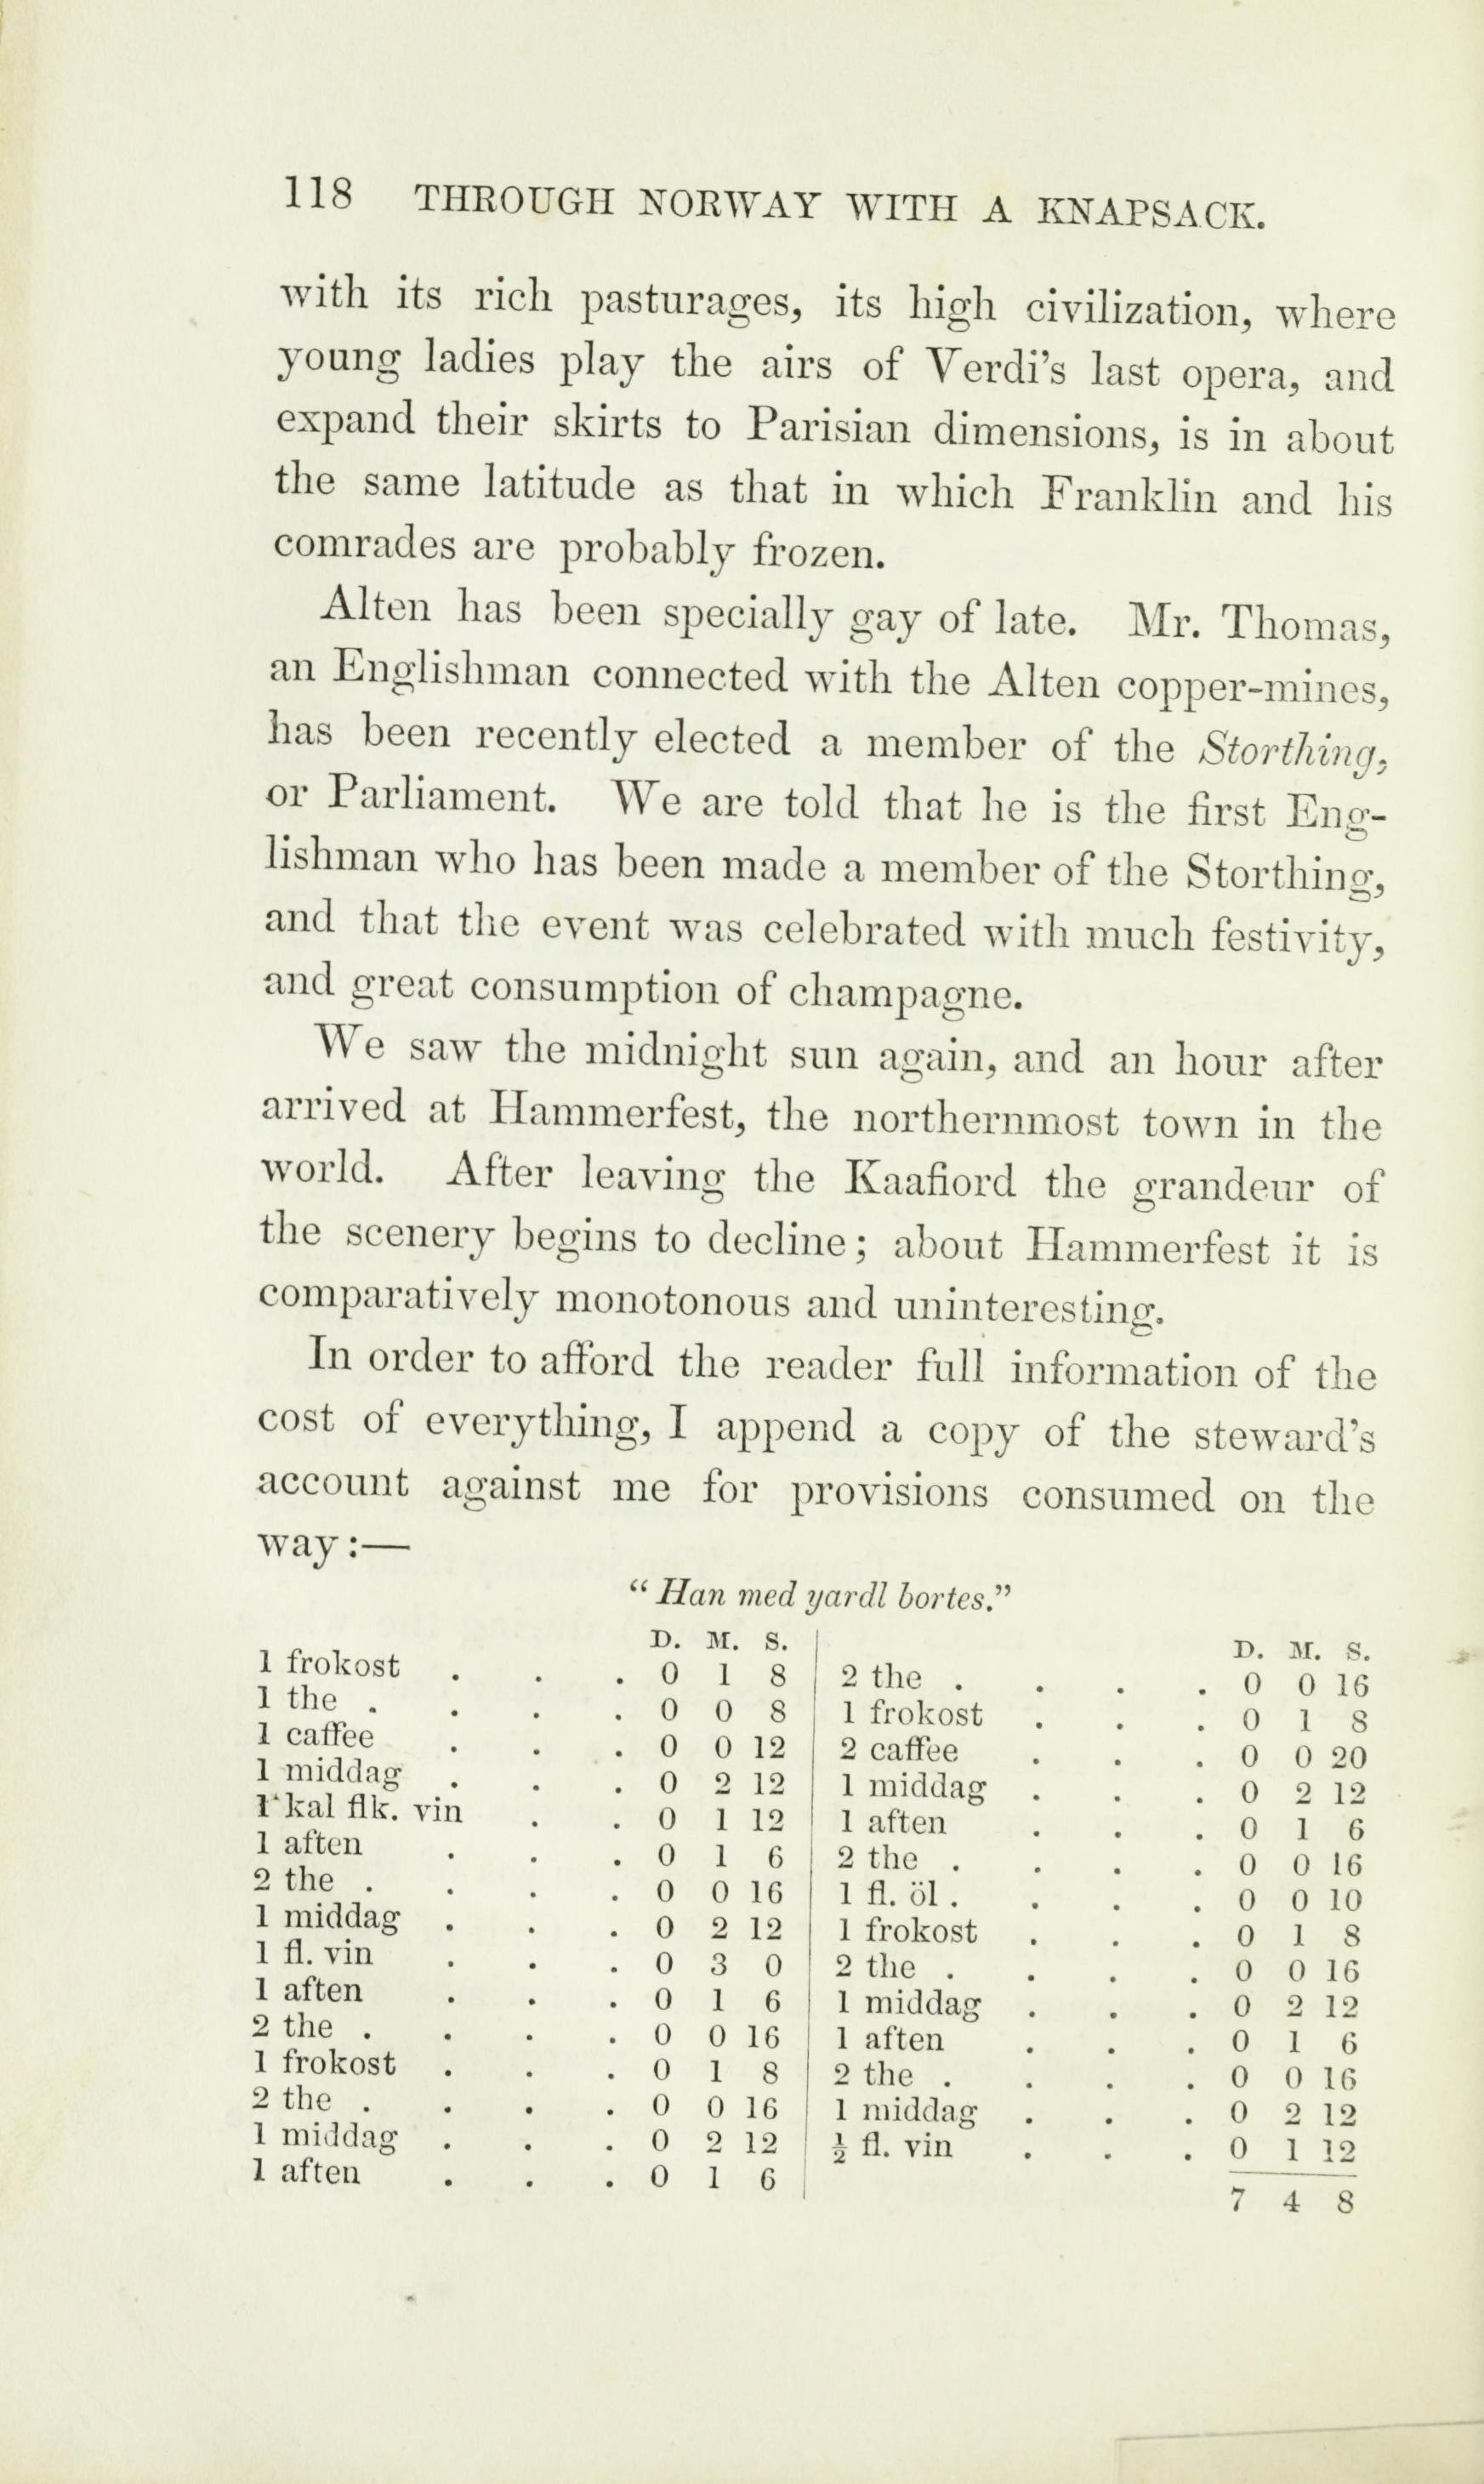 118 THROUGH NORWAY WITH A KNAPSACK.
with its rich pasturages, its high civilization, where
young ladies play the airs of Verdi's last opera, and
expand their skirts to Parisian dimensions, is in about
the same latitude as that in which Franklin and his
comrades are probably frozen.
Alten has been specially gay of late. Mr. Thomas,
an Englishman connected with the Alten copper-mines,
has been recently elected a member of the Storthing,
or Parliament. We are told that he is the first Eng-
lishman who has been made a member of the Storthing,
and that the event was celebrated with much festivity,
and great consumption of champagne.
We saw the midnight sun again, and an hour after
arrived at Hammerfest, the northernmost town in the
world. After leaving the Kaafiord the grandeur of
the scenery begins to decline; about Hammerfest it is
comparatively monotonous and uninteresting.
In order to afford the reader full information of the
cost of everything, I append a copy of the steward's
account against me for provisions consumed on the
way:—
"Han med yardl bortes."
D. M. S.
1 frokost . . . 0 1 8
1 the . . . . 0 0 8
1 caffee . . . 0 0 12
1 middag . . . 0 2 12
1 kal flk. vin . . 0 1 12
1 aften . . . 0 1 6
2 the . . . . 0 0 16
1 middag . . . 0 2 12
1 fl. vin . . . 0 3 0
1 aften . . . 0 1 6
2 the . . . . 0 0 16
1 frokost . . . 0 1 8
2 the . . . . 0 0 16
1 middag . . . 0 2 12
1 aften . . . 0 1 6
D. M. S.
2 the . . . . 0 0 16
1 frokost . . . 0 1 8
2 caffee . . . 0 0 20
1 middag . . . 0 2 12
1 aften . . . 0 1 6
2 the . . . . 0 0 16
1 fl. öl . . . . 0 0 10
1 frokost . . . 0 1 8
2 the . . . . 0 0 16
1 middag . . . 0 2 12
1 aften . . . 0 1 6
2 the . . . . 0 0 16
1 middag . . . 0 2 12
½ fl. vin . . . 0 1 12
7 4 8